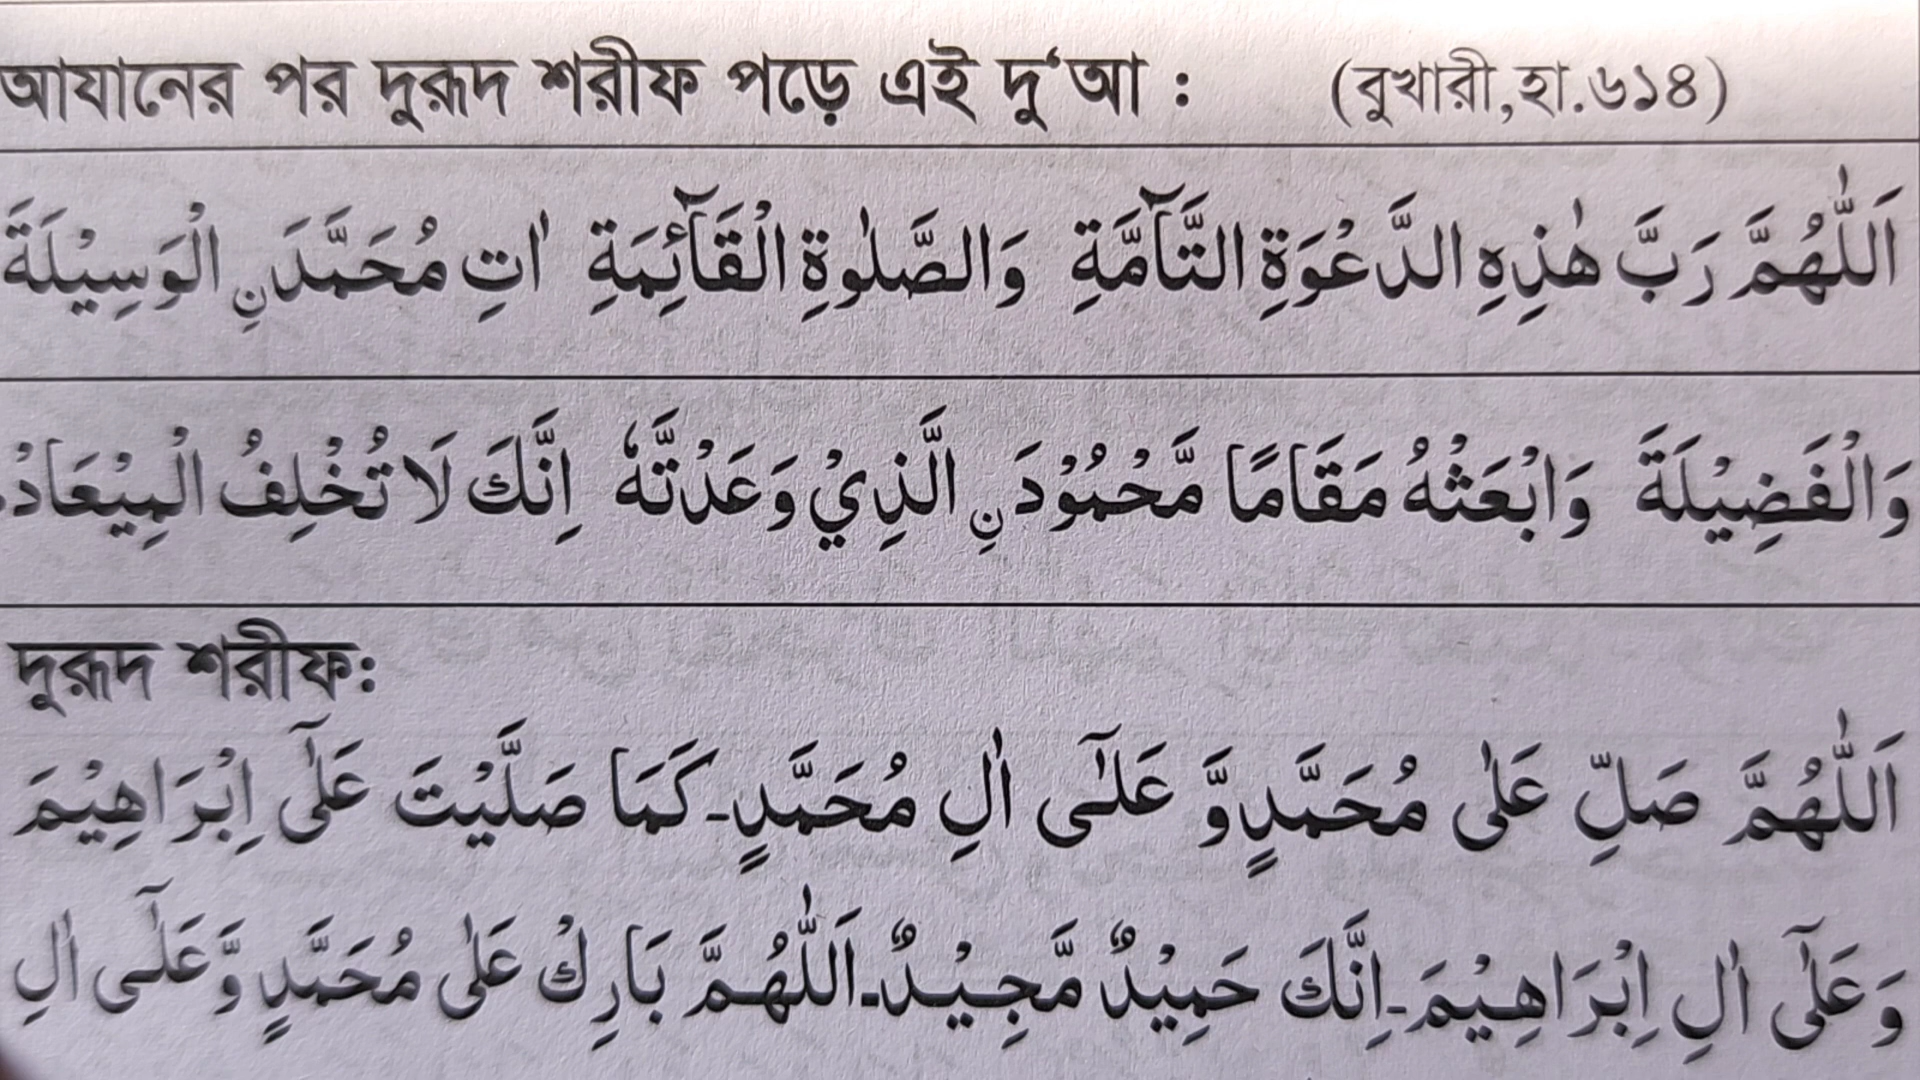 আযানের পর দুরূদ শরীফ পড়ে এই দু‘আ : (বুখারী,হা.৬১৪)
اَللّٰهُمَّ رَبَّ هٰذِهِ الدَّعْوَةِ التَّآمَّةِ وَالصَّلٰوةِ الْقَآئِمَةِ اٰتِ مُحَمَّدَنِ الْوَسِيْلَةَ
وَالْفَضِيْلَةَ وَابْعَثْهُ مَقَامًا مَّحْمُوْدَنِ الَّذِيْ وَعَدْتَّهٗ اِنَّكَ لَا تُخْلِفُ الْمِيْعَادْ
দুরূদ শরীফ:
اَللّٰهُمَّ صَلِّ عَلٰى مُحَمَّدٍ وَّ عَلٰٓى اٰلِ مُحَمَّدٍ۔كَمَا صَلَّيْتَ عَلٰٓى اِبْرَاهِيْمَ
وَعَلٰٓى اٰلِ اِبْرَاهِيْمَ۔اِنَّكَ حَمِيْدٌ مَّجِيْدٌ۔اَللّٰهُمَّ بَارِكْ عَلٰى مُحَمَّدٍ وَّعَلٰٓى اٰلِ